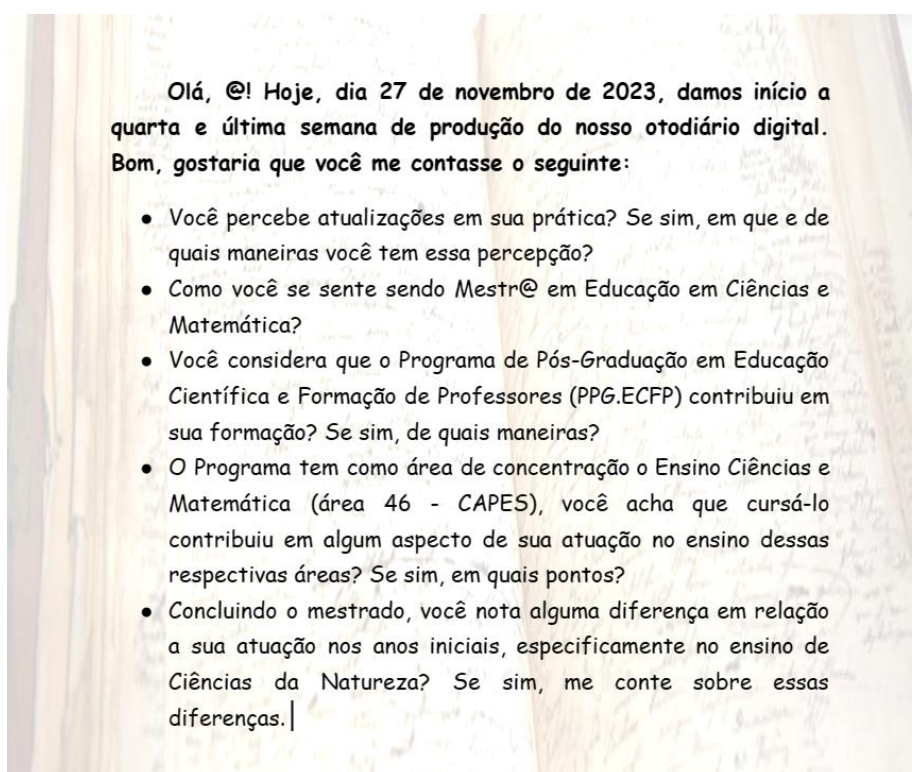 Olá, @! Hoje, dia 27 de novembro de 2023, damos início a
quarta e última semana de produção do nosso otodiário digital.
Bom, gostaria que você me contasse o seguinte:
• Você percebe atualizações em sua prática? Se sim, em que e de
quais maneiras você tem essa percepção?
• Como você se sente sendo Mestr@ em Educação em Ciências e
Matemática?
• Você considera que o Programa de Pós-Graduação em Educação
Científica e Formação de Professores (PPG.ECFP) contribuiu em
sua formação? Se sim, de quais maneiras?
• O Programa tem como área de concentração o Ensino Ciências e
Matemática (área 46 - CAPES), você acha que cursá-lo
contribuiu em algum aspecto de sua atuação no ensino dessas
respectivas áreas? Se sim, em quais pontos?
• Concluindo o mestrado, você nota alguma diferença em relação
a sua atuação nos anos iniciais, especificamente no ensino de
Ciências da Natureza? Se sim, me conte sobre essas
diferenças.